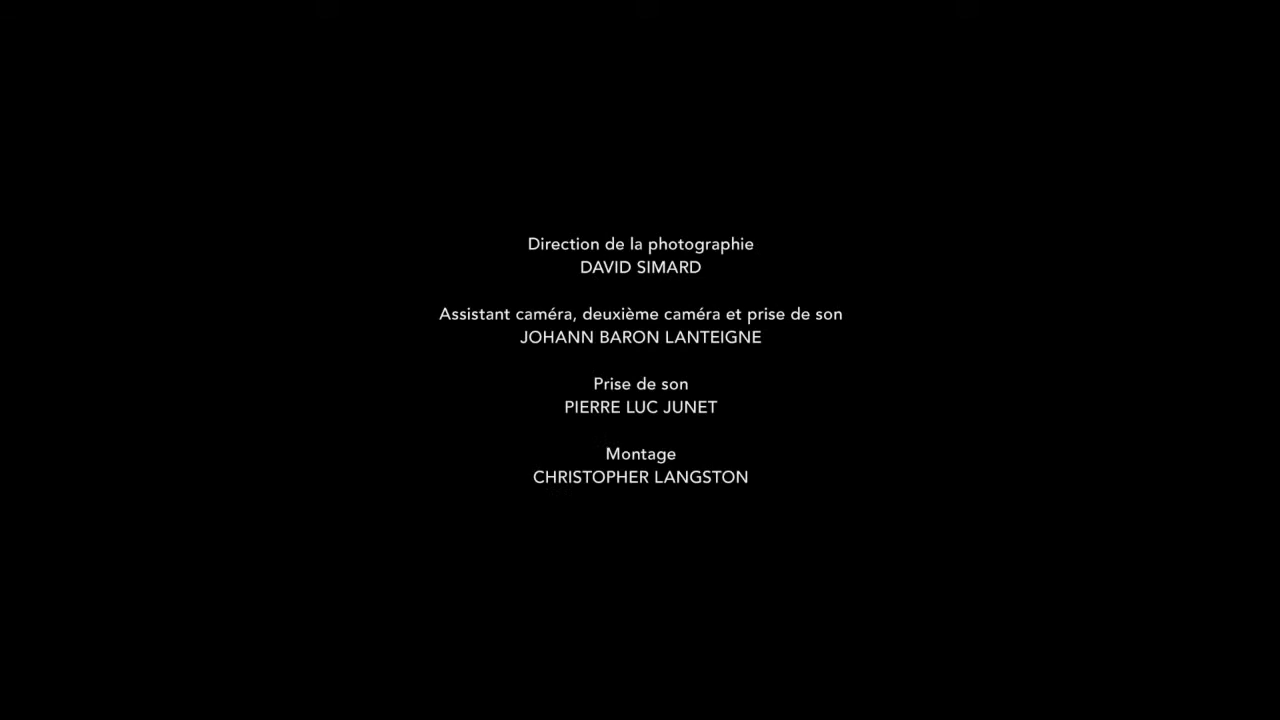 Direction de la photographie
DAVID SIMARD
Assistant caméra, deuxième caméra et prise de son
JOHANN BARON LANTEIGNE
Prise de son
PIERRE LUC JUNET
Montage
CHRISTOPHER LANGSTON